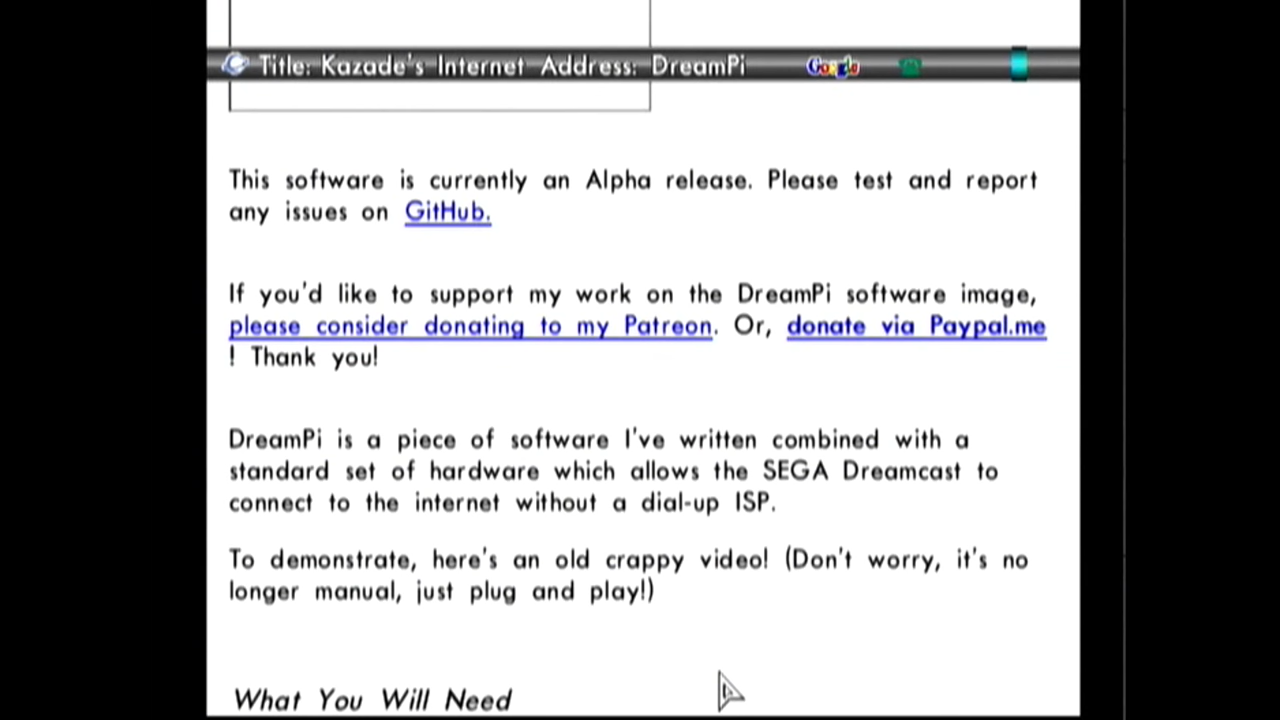 Title: Kazade's Internet Address: DreamPi
Google
This software is currently an Alpha release. Please test and report
any issues on GitHub.
If you'd like to support my work on the DreamPi software image,
please consider donating to my Patreon. Or, donate via Paypal.me
! Thank you!
DreamPi is a piece of software I've written combined with a
standard set of hardware which allows the SEGA Dreamcast to
connect to the internet without a dial-up ISP.
To demonstrate, here's an old crappy video! (Don't worry, it's no
longer manual, just plug and play!)
What You Will Need